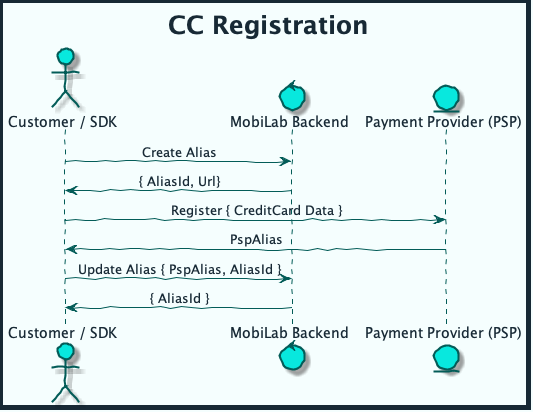 CC Registration
Customer / SDK
MobiLab Backend
Payment Provider (PSP)
Create Alias
{ AliasId, Url}
Register { CreditCard Data }
PspAlias
Update Alias { PspAlias, AliasId }
{ AliasId }
Customer / SDK
MobiLab Backend
Payment Provider (PSP)